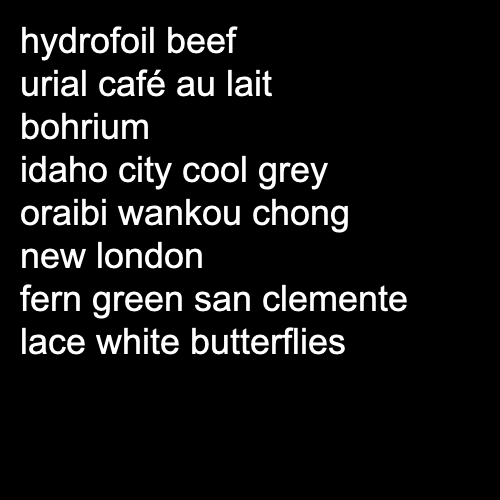 hydrofoil beef
urial café au lait
bohrium
idaho city cool grey
oraibi wankou chong
new london
fern green san clemente
lace white butterflies